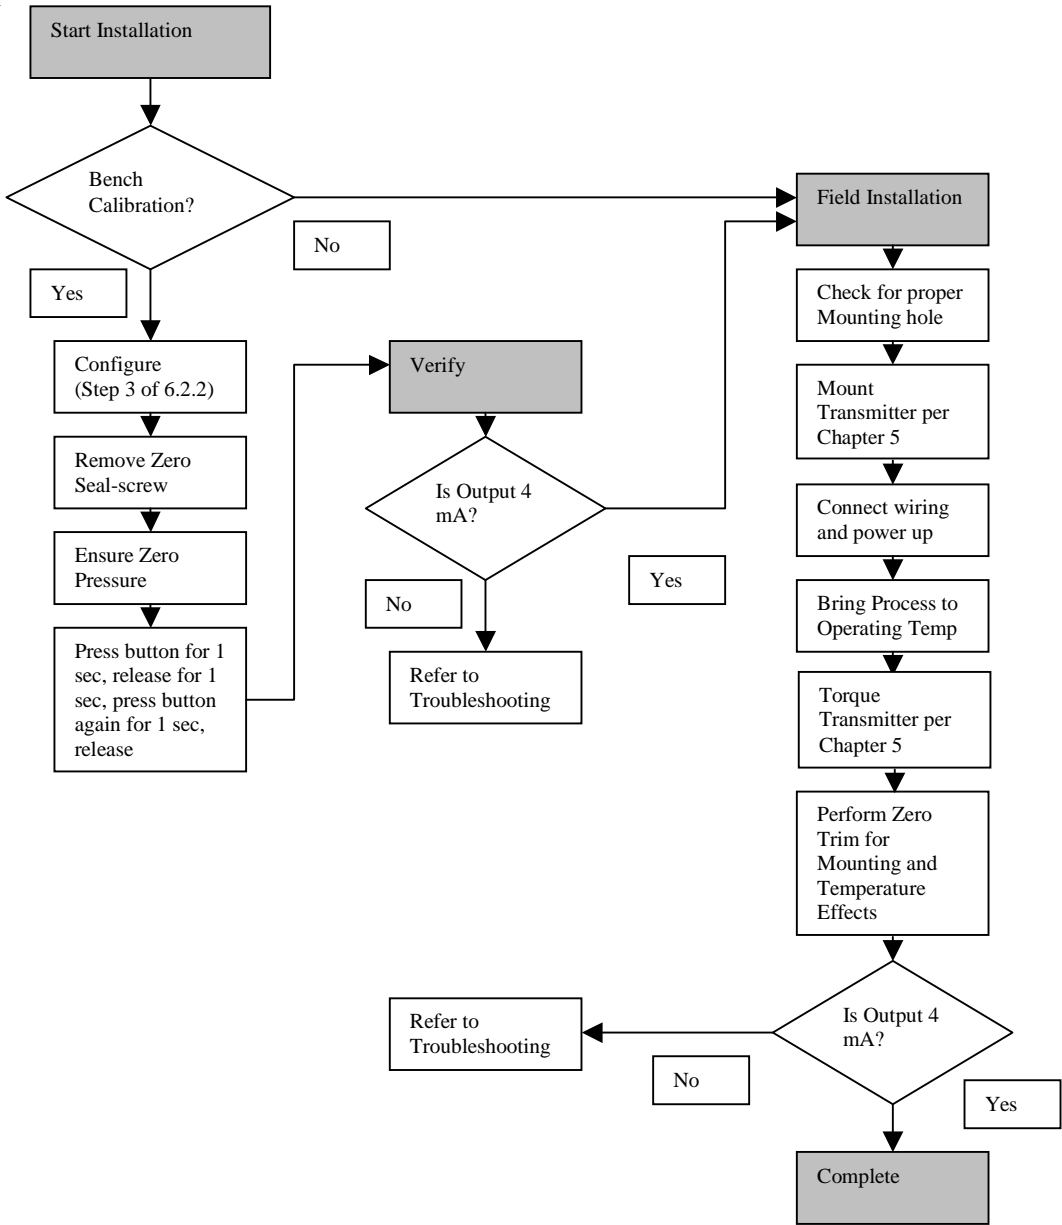 Start Installation
Bench
Calibration?
No
Yes
Configure
(Step 3 of 6.2.2)
Remove Zero
Seal-screw
Ensure Zero
Pressure
Press button for 1
sec, release for 1
sec, press button
again for 1 sec,
release
Verify
Is Output 4
mA?
Yes
No
Refer to
Troubleshooting
Field Installation
Check for proper
Mounting hole
Mount
Transmitter per
Chapter 5
Connect wiring
and power up
Bring Process to
Operating Temp
Torque
Transmitter per
Chapter 5
Perform Zero
Trim for
Mounting and
Temperature
Effects
Is Output 4
mA?
No
Refer to
Troubleshooting
Yes
Complete